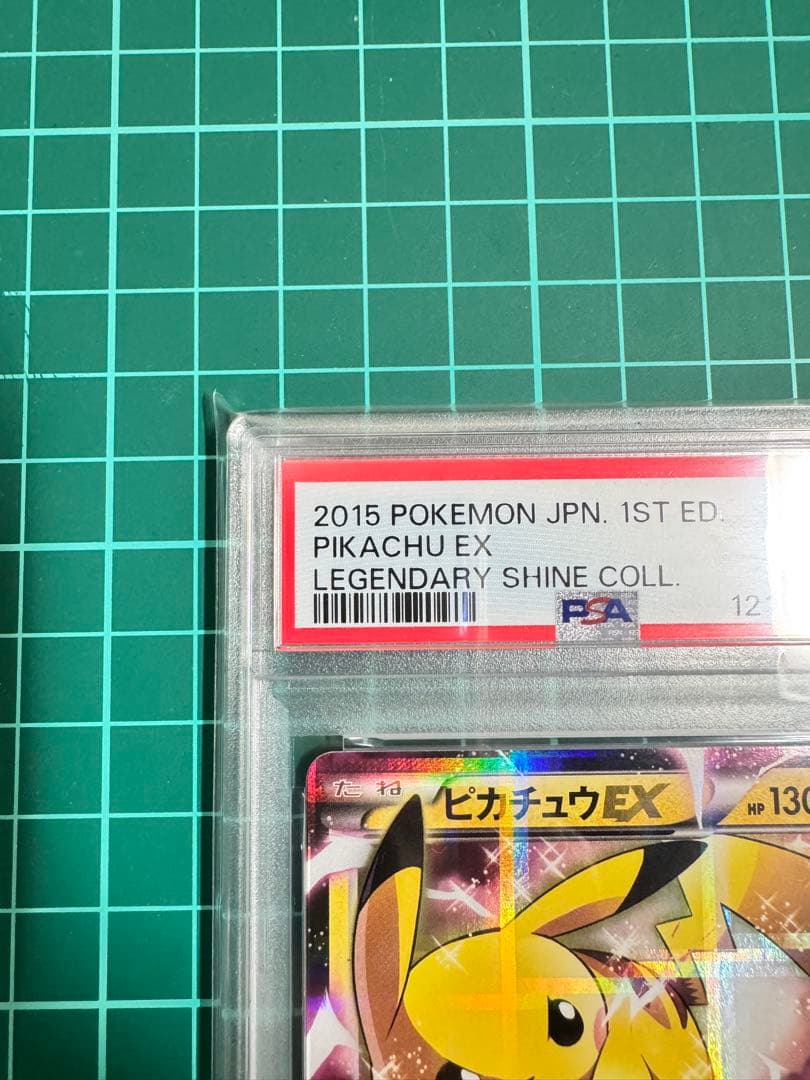 2015 POKEMON JPN. 1ST ED.
PIKACHU EX
LEGENDARY SHINE COLL.
PSA
たね ピカチュウEX HP 130